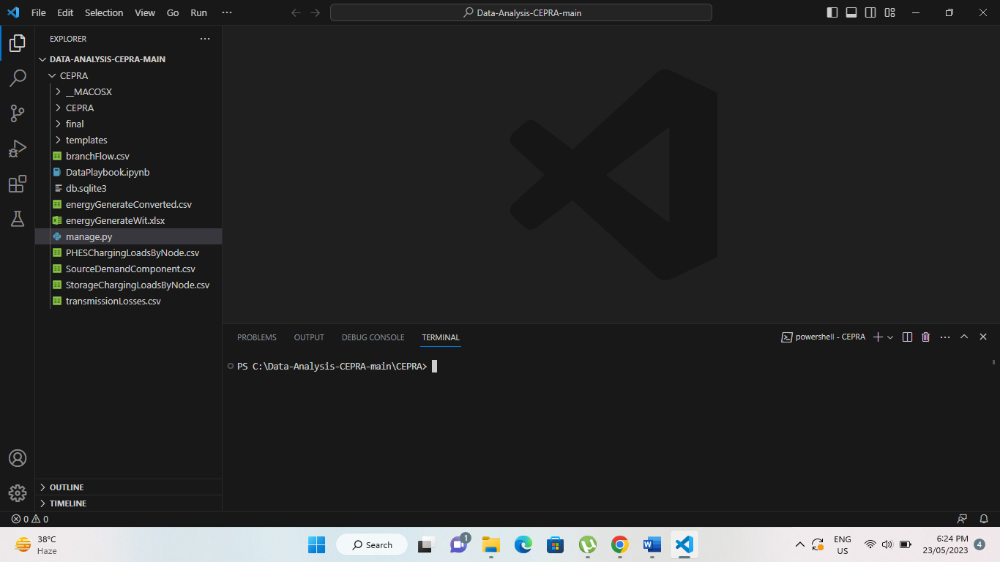 File Edit Selection View Go Run ···
Data-Analysis-CEPRA-main
EXPLORER
DATA-ANALYSIS-CEPRA-MAIN
CEPRA
__MACOSX
CEPRA
final
templates
branchFlow.csv
DataPlaybook.ipynb
db.sqlite3
energyGenerateConverted.csv
energyGenerateWit.xlsx
manage.py
PHESChargingLoadsByNode.csv
SourceDemandComponent.csv
StorageChargingLoadsByNode.csv
transmissionLosses.csv
OUTLINE
TIMELINE
PROBLEMS OUTPUT DEBUG CONSOLE TERMINAL
powershell - CEPRA
PS C:\Data-Analysis-CEPRA-main\CEPRA>
0 0
38°C
Haze
Search
1
ENG
US
6:24 PM
23/05/2023
4